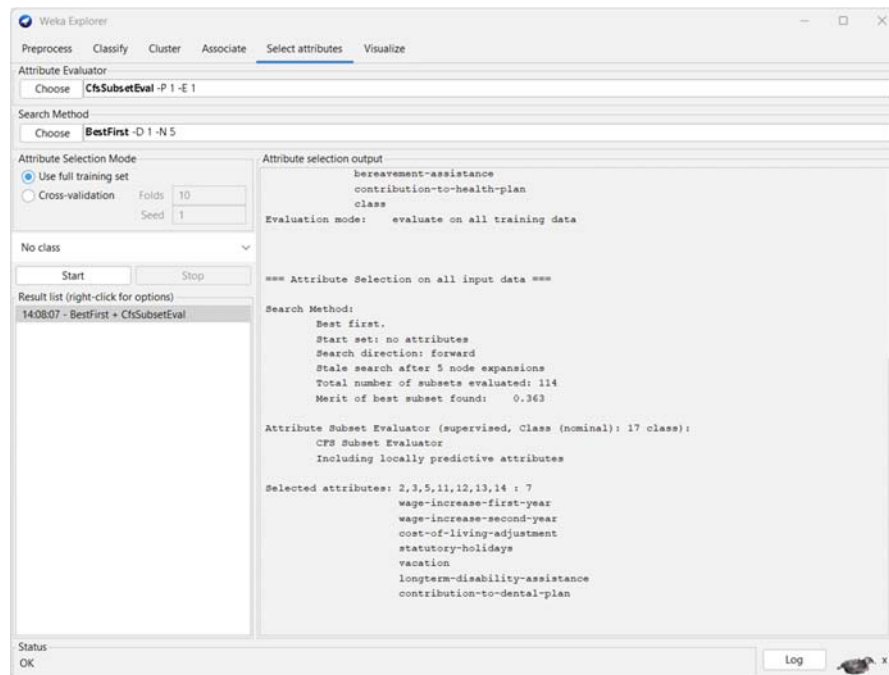 Weka Explorer
Preprocess Classify Cluster Associate Select attributes Visualize
Attribute Evaluator
Choose CfsSubsetEval -P 1 -E 1
Search Method
Choose BestFirst -D 1 -N 5
Attribute Selection Mode
Use full training set
Cross-validation Folds 10
Seed 1
No class
Start Stop
Result list (right-click for options)
14:08:07 - BestFirst + CfsSubsetEval
Attribute selection output
bereavement-assistance
contribution-to-health-plan
class
Evaluation mode: evaluate on all training data
=== Attribute Selection on all input data ===
Search Method:
Best first.
Start set: no attributes
Search direction: forward
Stale search after 5 node expansions
Total number of subsets evaluated: 114
Merit of best subset found: 0.363
Attribute Subset Evaluator (supervised, Class (nominal): 17 class):
CFS Subset Evaluator
Including locally predictive attributes
Selected attributes: 2,3,5,11,12,13,14 : 7
wage-increase-first-year
wage-increase-second-year
cost-of-living-adjustment
statutory-holidays
vacation
longterm-disability-assistance
contribution-to-dental-plan
Status
OK
Log
x